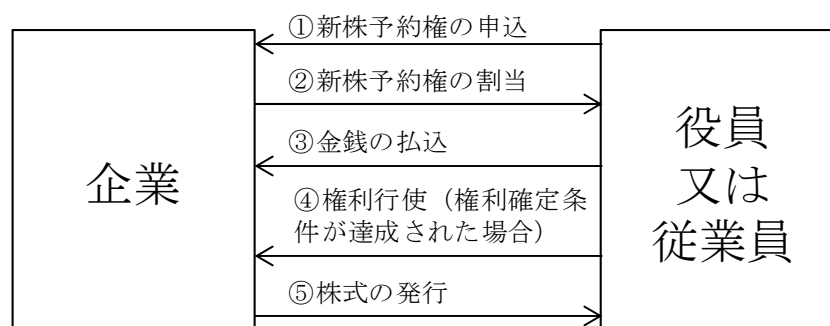 ①新株予約権の申込
②新株予約権の割当
③金銭の払込
④権利行使（権利確定条
件が達成された場合）
⑤株式の発行
企業
役員
又は
従業員